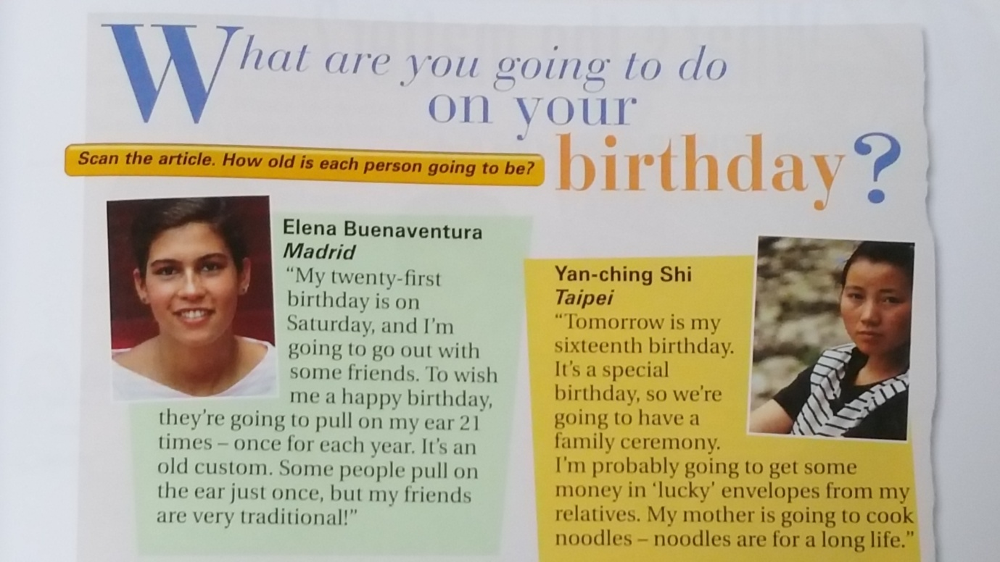 What are you going to do
on your
birthday?
Scan the article. How old is each person going to be?
Elena Buenaventura
Madrid
“My twenty-first
birthday is on
Saturday, and I’m
going to go out with
some friends. To wish
me a happy birthday,
they’re going to pull on my ear 21
times – once for each year. It’s an
old custom. Some people pull on
the ear just once, but my friends
are very traditional!”
Yan-ching Shi
Taipei
“Tomorrow is my
sixteenth birthday.
It’s a special
birthday, so we’re
going to have a
family ceremony.
I’m probably going to get some
money in ‘lucky’ envelopes from my
relatives. My mother is going to cook
noodles – noodles are for a long life.”